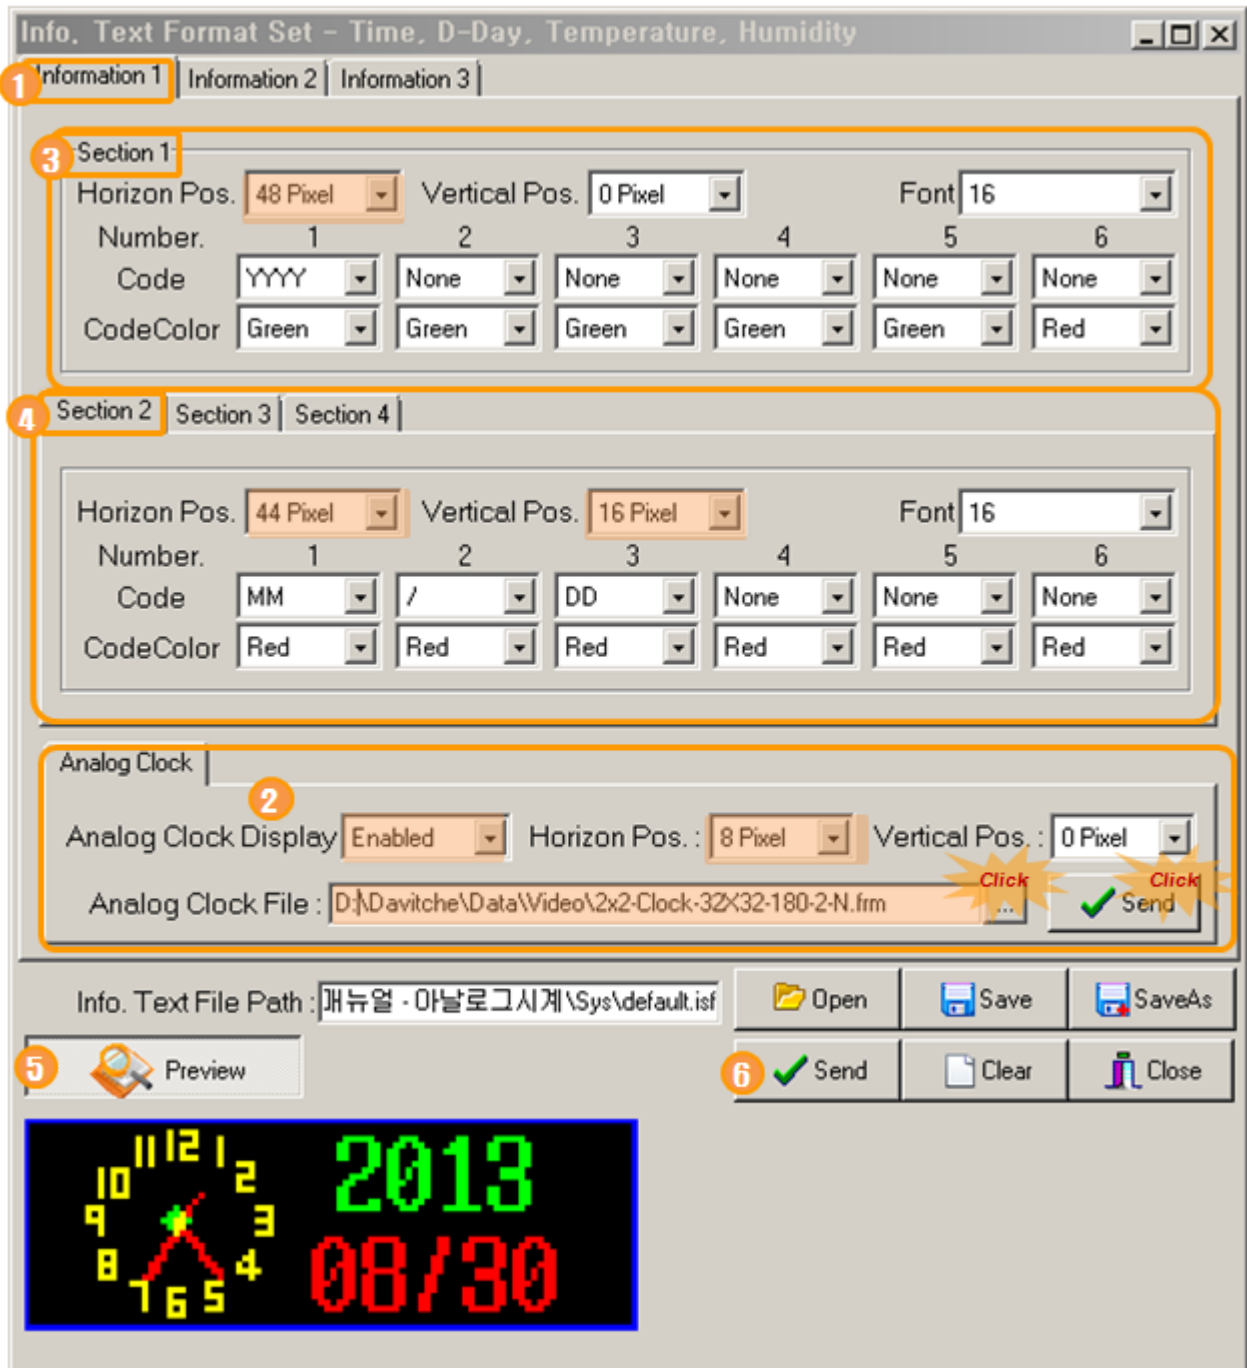 Info. Text Format Set - Time, D-Day, Temperature, Humidity
1 Information 1 Information 2 Information 3
3 Section 1
Horizon Pos. 48 Pixel Vertical Pos. 0 Pixel Font 16
Number. 1 2 3 4 5 6
Code YYYY None None None None None
CodeColor Green Green Green Green Green Red
4 Section 2 Section 3 Section 4
Horizon Pos. 44 Pixel Vertical Pos. 16 Pixel Font 16
Number. 1 2 3 4 5 6
Code MM / DD None None None
CodeColor Red Red Red Red Red Red
Analog Clock
2
Analog Clock Display Enabled Horizon Pos. : 8 Pixel Vertical Pos. : 0 Pixel
Click Click
Analog Clock File : D:\Davitche\Data\Video\2x2-Clock-32X32-180-2-N.frm ... Send
Info. Text File Path : 매뉴얼 - 아날로그시계\Sys\default.isf Open Save SaveAs
5 Preview 6 Send Clear Close
11 12 1
10 2
9 3
8 4
7 6 5
2013
08/30